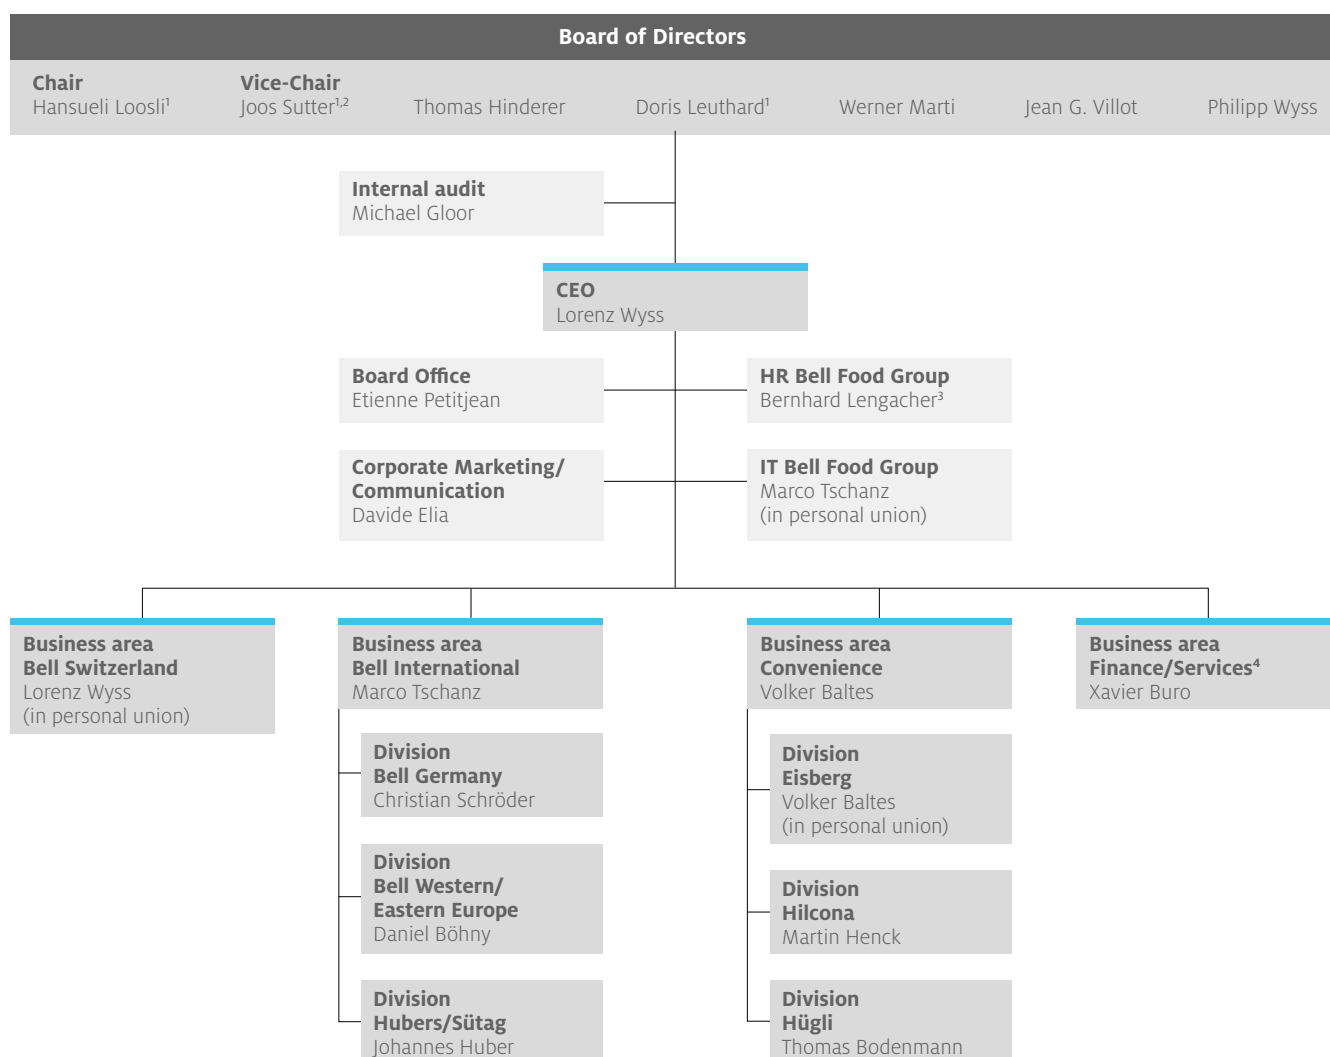 Board of Directors
Chair
Hansueli Loosli¹
Vice-Chair
Joos Sutter¹,²
Thomas Hinderer
Doris Leuthard¹
Werner Marti
Jean G. Villot
Philipp Wyss
Internal audit
Michael Gloor
CEO
Lorenz Wyss
Board Office
Etienne Petitjean
HR Bell Food Group
Bernhard Lengacher³
Corporate Marketing/
Communication
Davide Elia
IT Bell Food Group
Marco Tschanz
(in personal union)
Business area
Bell Switzerland
Lorenz Wyss
(in personal union)
Business area
Bell International
Marco Tschanz
Division
Bell Germany
Christian Schröder
Division
Bell Western/
Eastern Europe
Daniel Böhny
Division
Hubers/Sütag
Johannes Huber
Business area
Convenience
Volker Baltes
Division
Eisberg
Volker Baltes
(in personal union)
Division
Hilcona
Martin Henck
Division
Hügli
Thomas Bodenmann
Business area
Finance/Services⁴
Xavier Buro